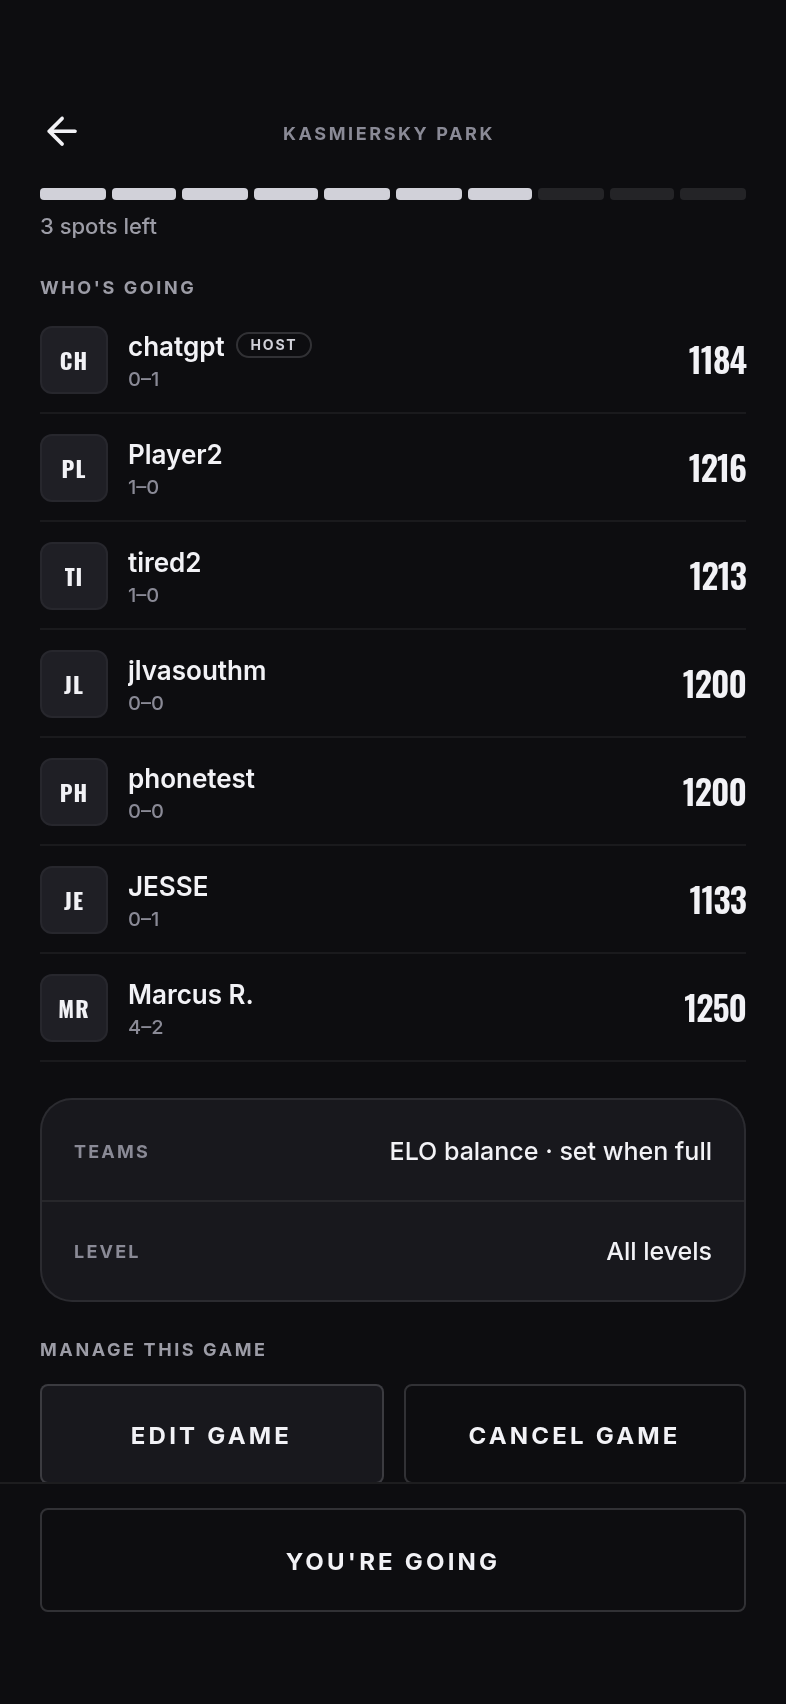 KASMIERSKY PARK
3 spots left
WHO'S GOING
CH chatgpt HOST 1184
0–1
PL Player2 1216
1–0
TI tired2 1213
1–0
JL jlvasouthm 1200
0–0
PH phonetest 1200
0–0
JE JESSE 1133
0–1
MR Marcus R. 1250
4–2
TEAMS ELO balance · set when full
LEVEL All levels
MANAGE THIS GAME
EDIT GAME CANCEL GAME
YOU'RE GOING